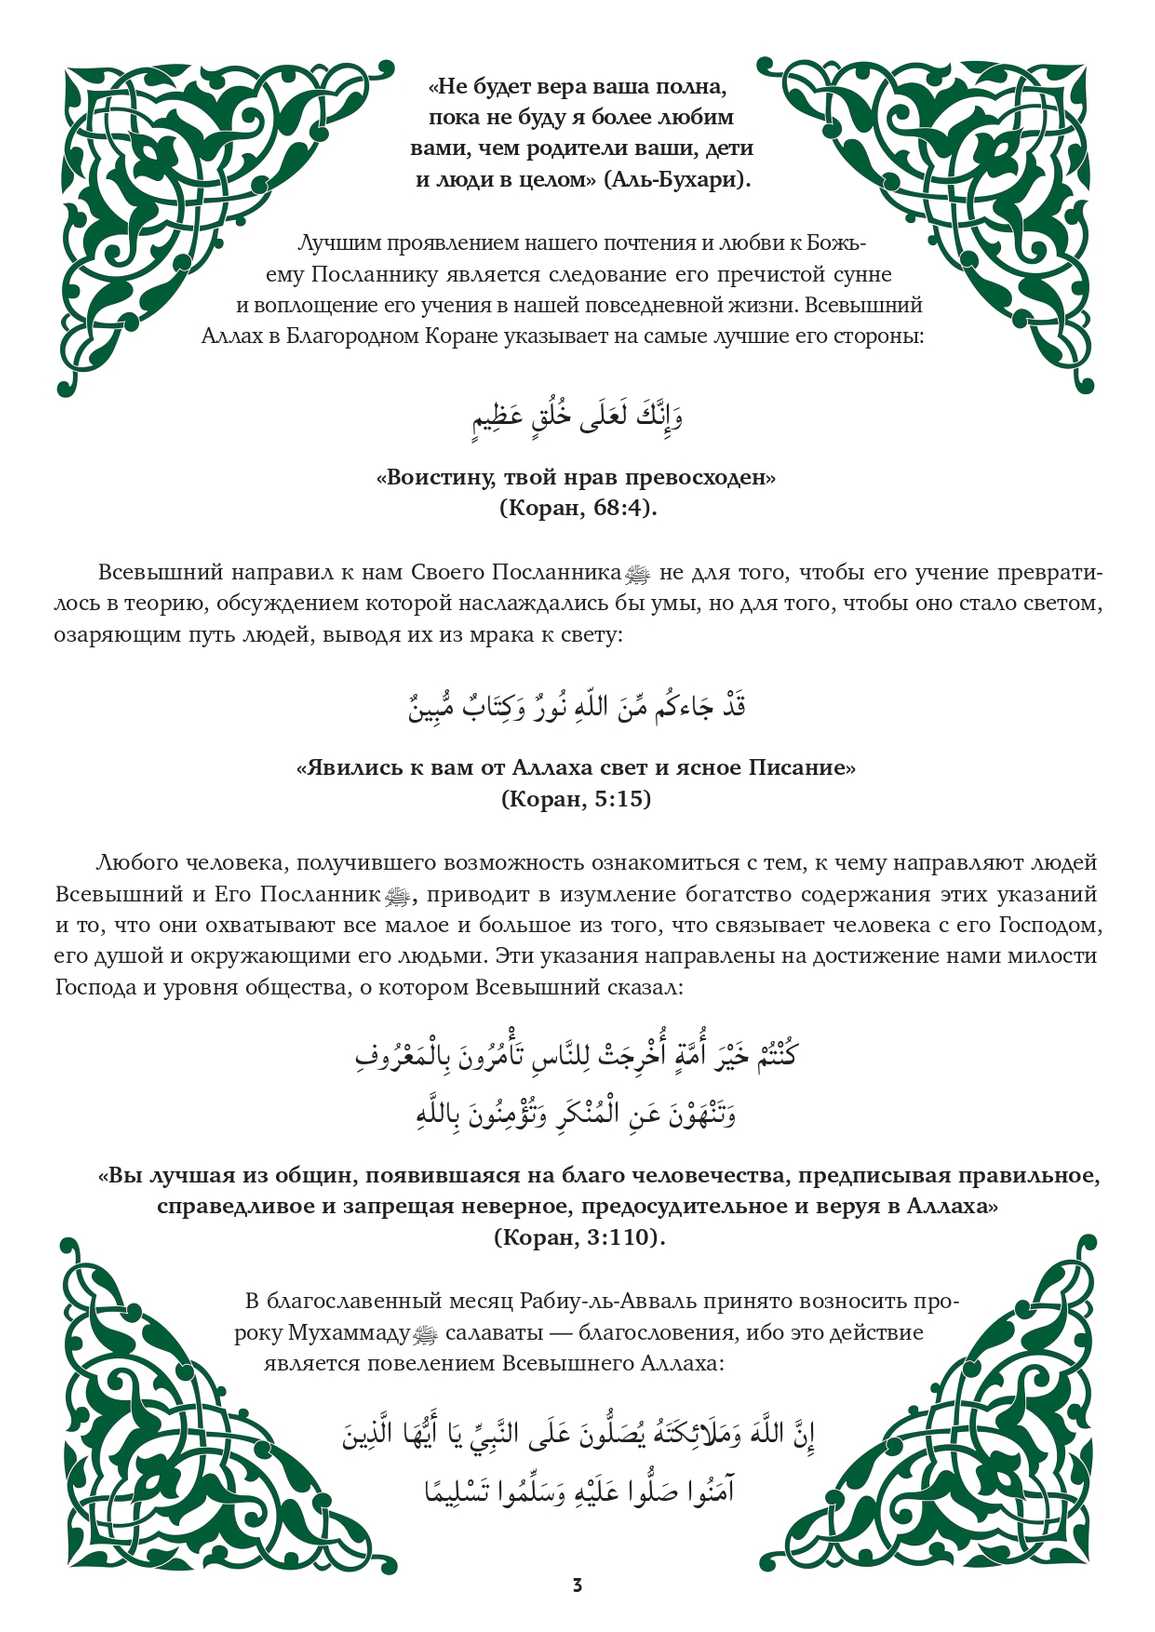 «Не будет вера ваша полна,
пока не буду я более любим
вами, чем родители ваши, дети
и люди в целом» (Аль-Бухари).
Лучшим проявлением нашего почтения и любви к Божь-
ему Посланнику является следование его пречистой сунне
и воплощение его учения в нашей повседневной жизни. Всевышний
Аллах в Благородном Коране указывает на самые лучшие его стороны:
وَإِنَّكَ لَعَلَى خُلُقٍ عَظِيمٍ
«Воистину, твой нрав превосходен»
(Коран, 68:4).
Всевышний направил к нам Своего Посланника ﷺ не для того, чтобы его учение преврати-
лось в теорию, обсуждением которой наслаждались бы умы, но для того, чтобы оно стало светом,
озаряющим путь людей, выводя их из мрака к свету:
قَدْ جَاءكُم مِّنَ اللّهِ نُورٌ وَكِتَابٌ مُّبِينٌ
«Явились к вам от Аллаха свет и ясное Писание»
(Коран, 5:15)
Любого человека, получившего возможность ознакомиться с тем, к чему направляют людей
Всевышний и Его Посланник ﷺ, приводит в изумление богатство содержания этих указаний
и то, что они охватывают все малое и большое из того, что связывает человека с его Господом,
его душой и окружающими его людьми. Эти указания направлены на достижение нами милости
Господа и уровня общества, о котором Всевышний сказал:
كُنْتُمْ خَيْرَ أُمَّةٍ أُخْرِجَتْ لِلنَّاسِ تَأْمُرُونَ بِالْمَعْرُوفِ
وَتَنْهَوْنَ عَنِ الْمُنْكَرِ وَتُؤْمِنُونَ بِاللَّهِ
«Вы лучшая из общин, появившаяся на благо человечества, предписывая правильное,
справедливое и запрещая неверное, предосудительное и веруя в Аллаха»
(Коран, 3:110).
В благославенный месяц Рабиу-ль-Авваль принято возносить про-
року Мухаммаду ﷺ салаваты — благословения, ибо это действие
является повелением Всевышнего Аллаха:
إِنَّ اللَّهَ وَمَلَائِكَتَهُ يُصَلُّونَ عَلَى النَّبِيِّ يَا أَيُّهَا الَّذِينَ
آمَنُوا صَلُّوا عَلَيْهِ وَسَلِّمُوا تَسْلِيمًا
3